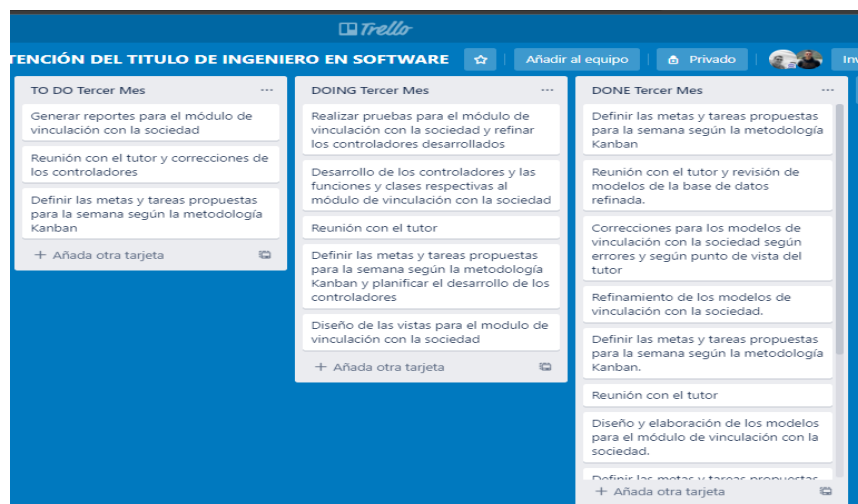 Trello
TENCIÓN DEL TITULO DE INGENIERO EN SOFTWARE
Añadir al equipo
Privado
TO DO Tercer Mes
Generar reportes para el módulo de
vinculación con la sociedad
Reunión con el tutor y correcciones de
los controladores
Definir las metas y tareas propuestas
para la semana según la metodología
Kanban
+ Añada otra tarjeta
DOING Tercer Mes
Realizar pruebas para el módulo de
vinculación con la sociedad y refinar
los controladores desarrollados
Desarrollo de los controladores y las
funciones y clases respectivas al
módulo de vinculación con la sociedad
Reunión con el tutor
Definir las metas y tareas propuestas
para la semana según la metodología
Kanban y planificar el desarrollo de los
controladores
Diseño de las vistas para el modulo de
vinculación con la sociedad
+ Añada otra tarjeta
DONE Tercer Mes
Definir las metas y tareas propuestas
para la semana según la metodología
Kanban
Reunión con el tutor y revisión de
modelos de la base de datos
refinada.
Correcciones para los modelos de
vinculación con la sociedad según
errores y según punto de vista del
tutor
Refinamiento de los modelos de
vinculación con la sociedad.
Definir las metas y tareas propuestas
para la semana según la metodología
Kanban.
Reunión con el tutor
Diseño y elaboración de los modelos
para el módulo de vinculación con la
sociedad.
Definir las metas y tareas propuestas
+ Añada otra tarjeta